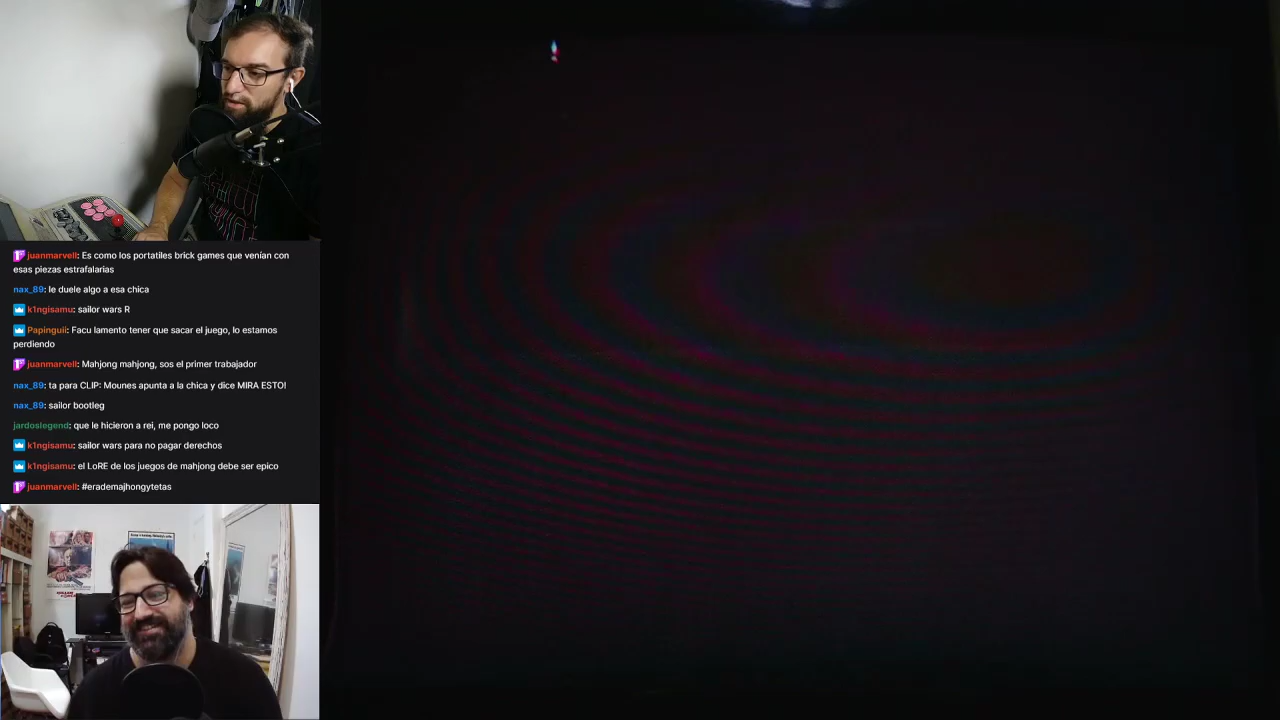 juanmarvell: Es como los portatiles brick games que venían con
esas piezas estrafalarias
nax_89: le duele algo a esa chica
k1ngisamu: sailor wars R
Papinguii: Facu lamento tener que sacar el juego, lo estamos
perdiendo
juanmarvell: Mahjong mahjong, sos el primer trabajador
nax_89: ta para CLIP: Mounes apunta a la chica y dice MIRA ESTO!
nax_89: sailor bootleg
jardoslegend: que le hicieron a rei, me pongo loco
k1ngisamu: sailor wars para no pagar derechos
k1ngisamu: el LoRE de los juegos de mahjong debe ser epico
juanmarvell: #erademajhongytetas